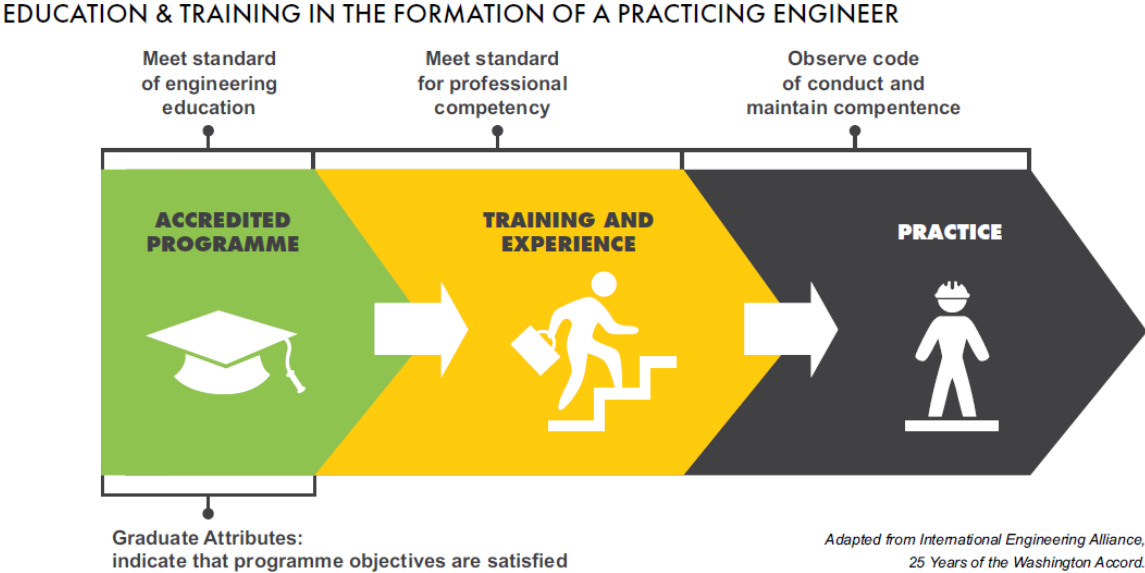 EDUCATION & TRAINING IN THE FORMATION OF A PRACTICING ENGINEER
Meet standard
of engineering
education
Meet standard
for professional
competency
Observe code
of conduct and
maintain compentence
ACCREDITED
PROGRAMME
TRAINING AND
EXPERIENCE
PRACTICE
Graduate Attributes:
indicate that programme objectives are satisfied
Adapted from International Engineering Alliance,
25 Years of the Washington Accord.